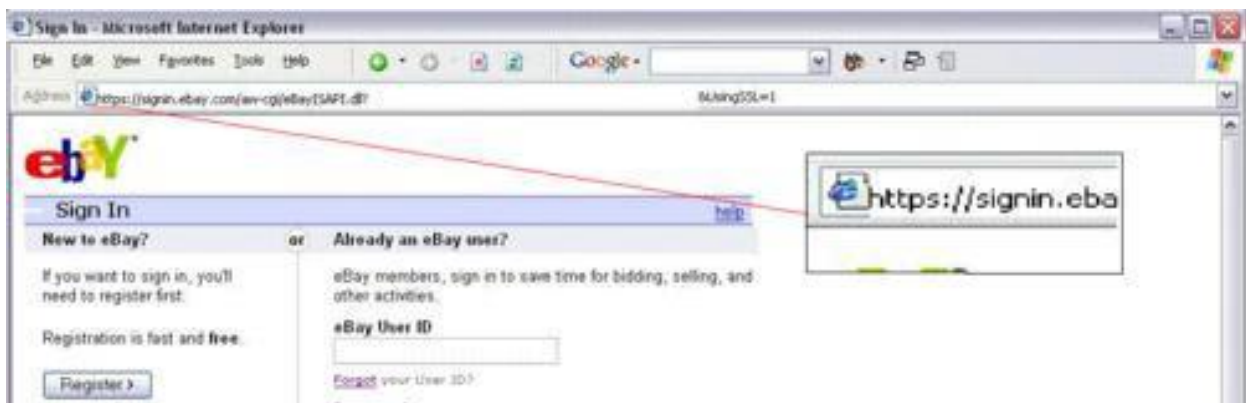 Sign In - Microsoft Internet Explorer
File Edit View Favorites Tools Help
Google
Address https://signin.ebay.com/aw-cgi/eBayISAPI.dll? &UsingSSL=1
ebY
https://signin.eba
Sign In help
New to eBay? or Already an eBay user?
If you want to sign in, you'll
need to register first.
eBay members, sign in to save time for bidding, selling, and
other activities.
Registration is fast and free.
eBay User ID
Forgot your User ID?
Register >